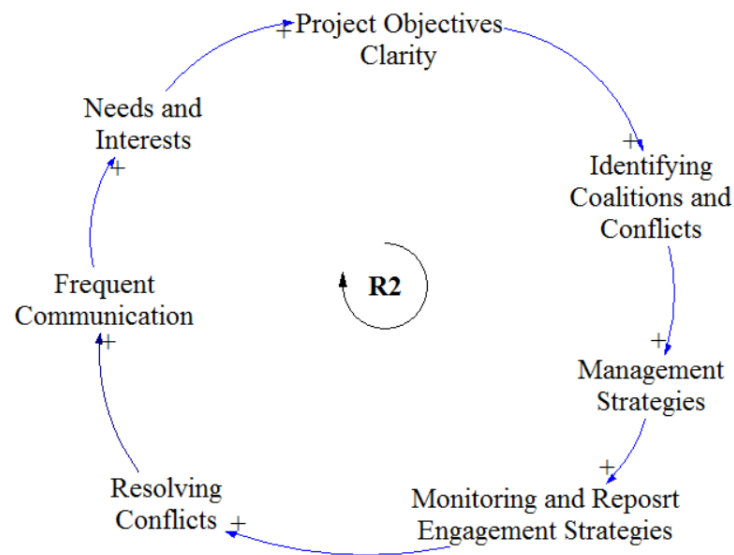 Project Objectives
Clarity
+
+
Identifying
Coalitions and
Conflicts
+
Management
Strategies
+
Monitoring and Reposrt
Engagement Strategies
+
Resolving
Conflicts
+
Frequent
Communication
+
Needs and
Interests
R2